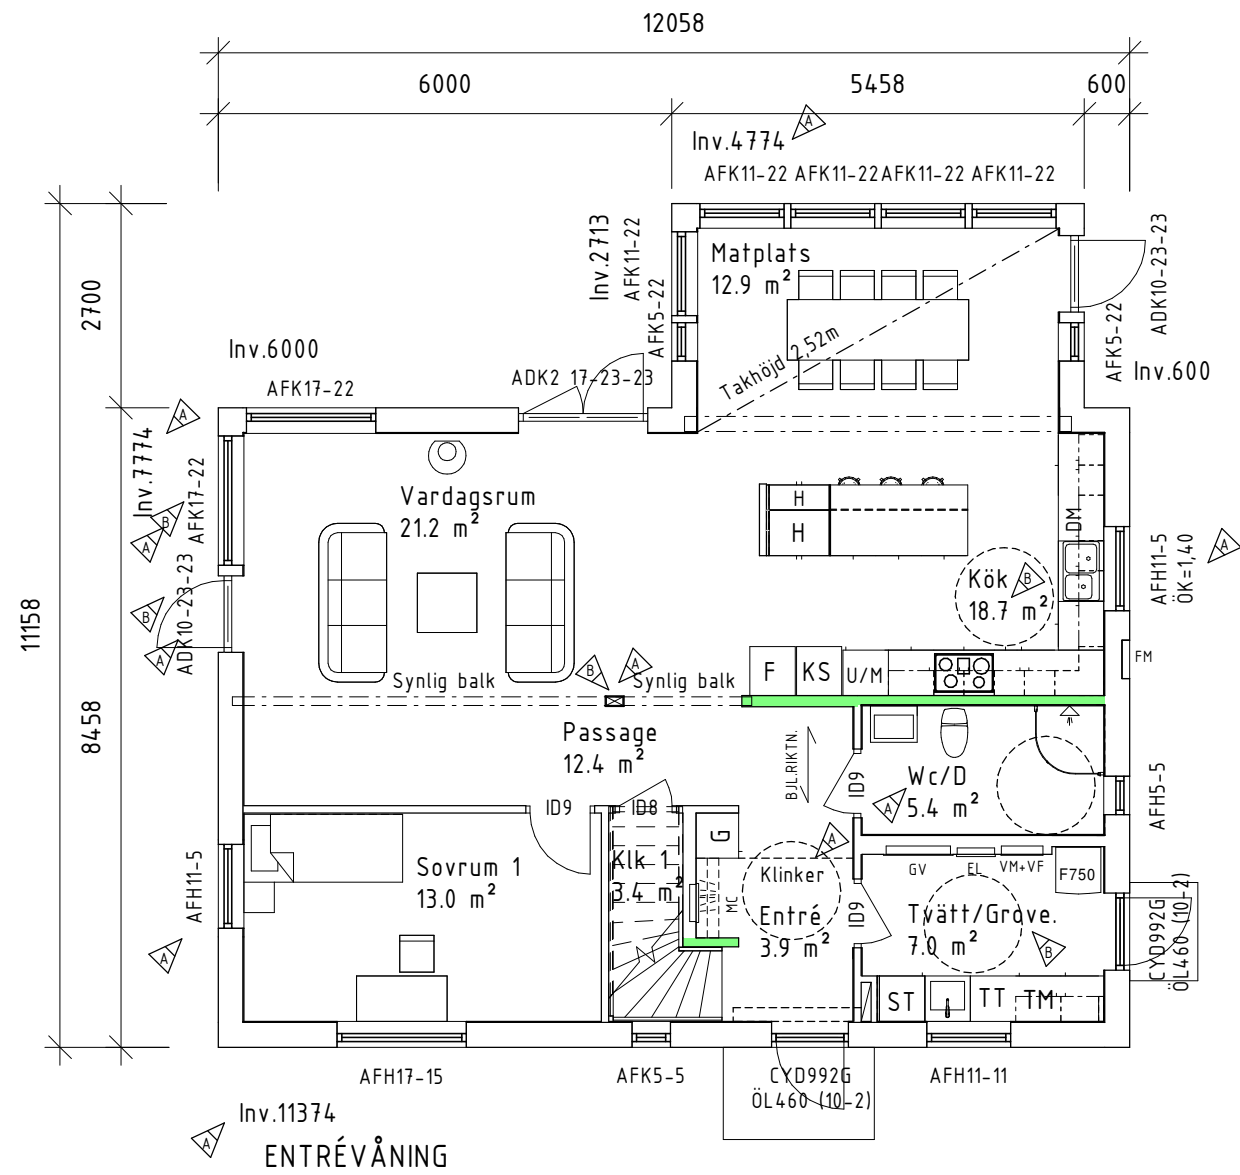 12058
6000
5458
600
Inv.4774
A
AFK11-22 AFK11-22 AFK11-22 AFK11-22
2700
Inv.2713
AFK11-22
AFK5-22
Matplats
12.9 m²
Takhöjd 2,52m
ADK10-23-23
AFK5-22
Inv.600
Inv.6000
AFK17-22
ADK2 17-23-23
A
Inv.7774
AFK17-22
B
A
ADK10-23-23
B
A
Vardagsrum
21.2 m²
H
H
DM
Kök
B
18.7 m²
AFH11-5
ÖK=1,40
A
FM
11158
8458
F
KS
U/M
Synlig balk
B
A
Synlig balk
Passage
12.4 m²
BJL.RIKTN.
ID9
Wc/D
5.4 m²
A
AFH5-5
ID9
ID8
G
A
Sovrum 1
13.0 m²
Klk 1
3.4 m²
MC
Klinker
Entré
3.9 m²
ID9
GV
EL
VM+VF
F750
Tvätt/Grove.
7.0 m²
B
CYD992G
ÖL460 (10-2)
AFH11-5
A
ST
TT
TM
AFH17-15
AFK5-5
CYD992G
ÖL460 (10-2)
AFH11-11
Inv.11374
A
ENTRÉVÅNING